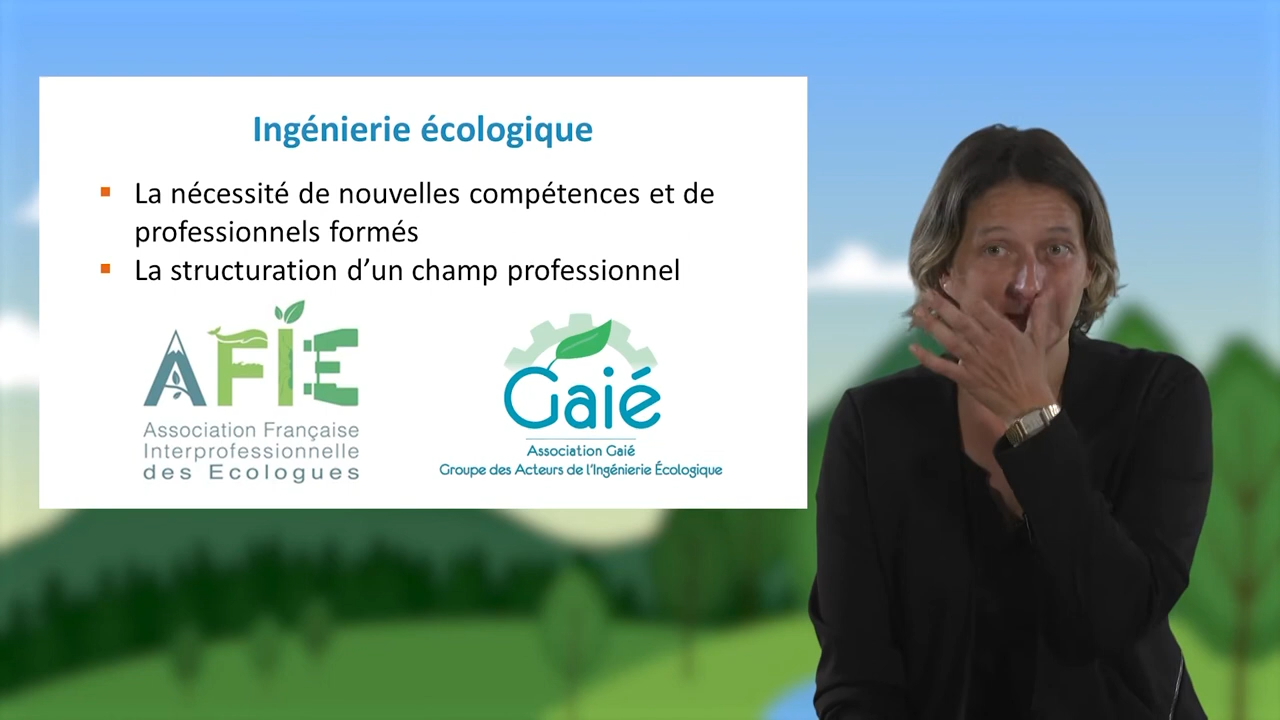 Ingénierie écologique
La nécessité de nouvelles compétences et de
professionnels formés
La structuration d’un champ professionnel
AFIE
Association Française
Interprofessionnelle
des Ecologues
Gaié
Association Gaié
Groupe des Acteurs de l’Ingénierie Écologique